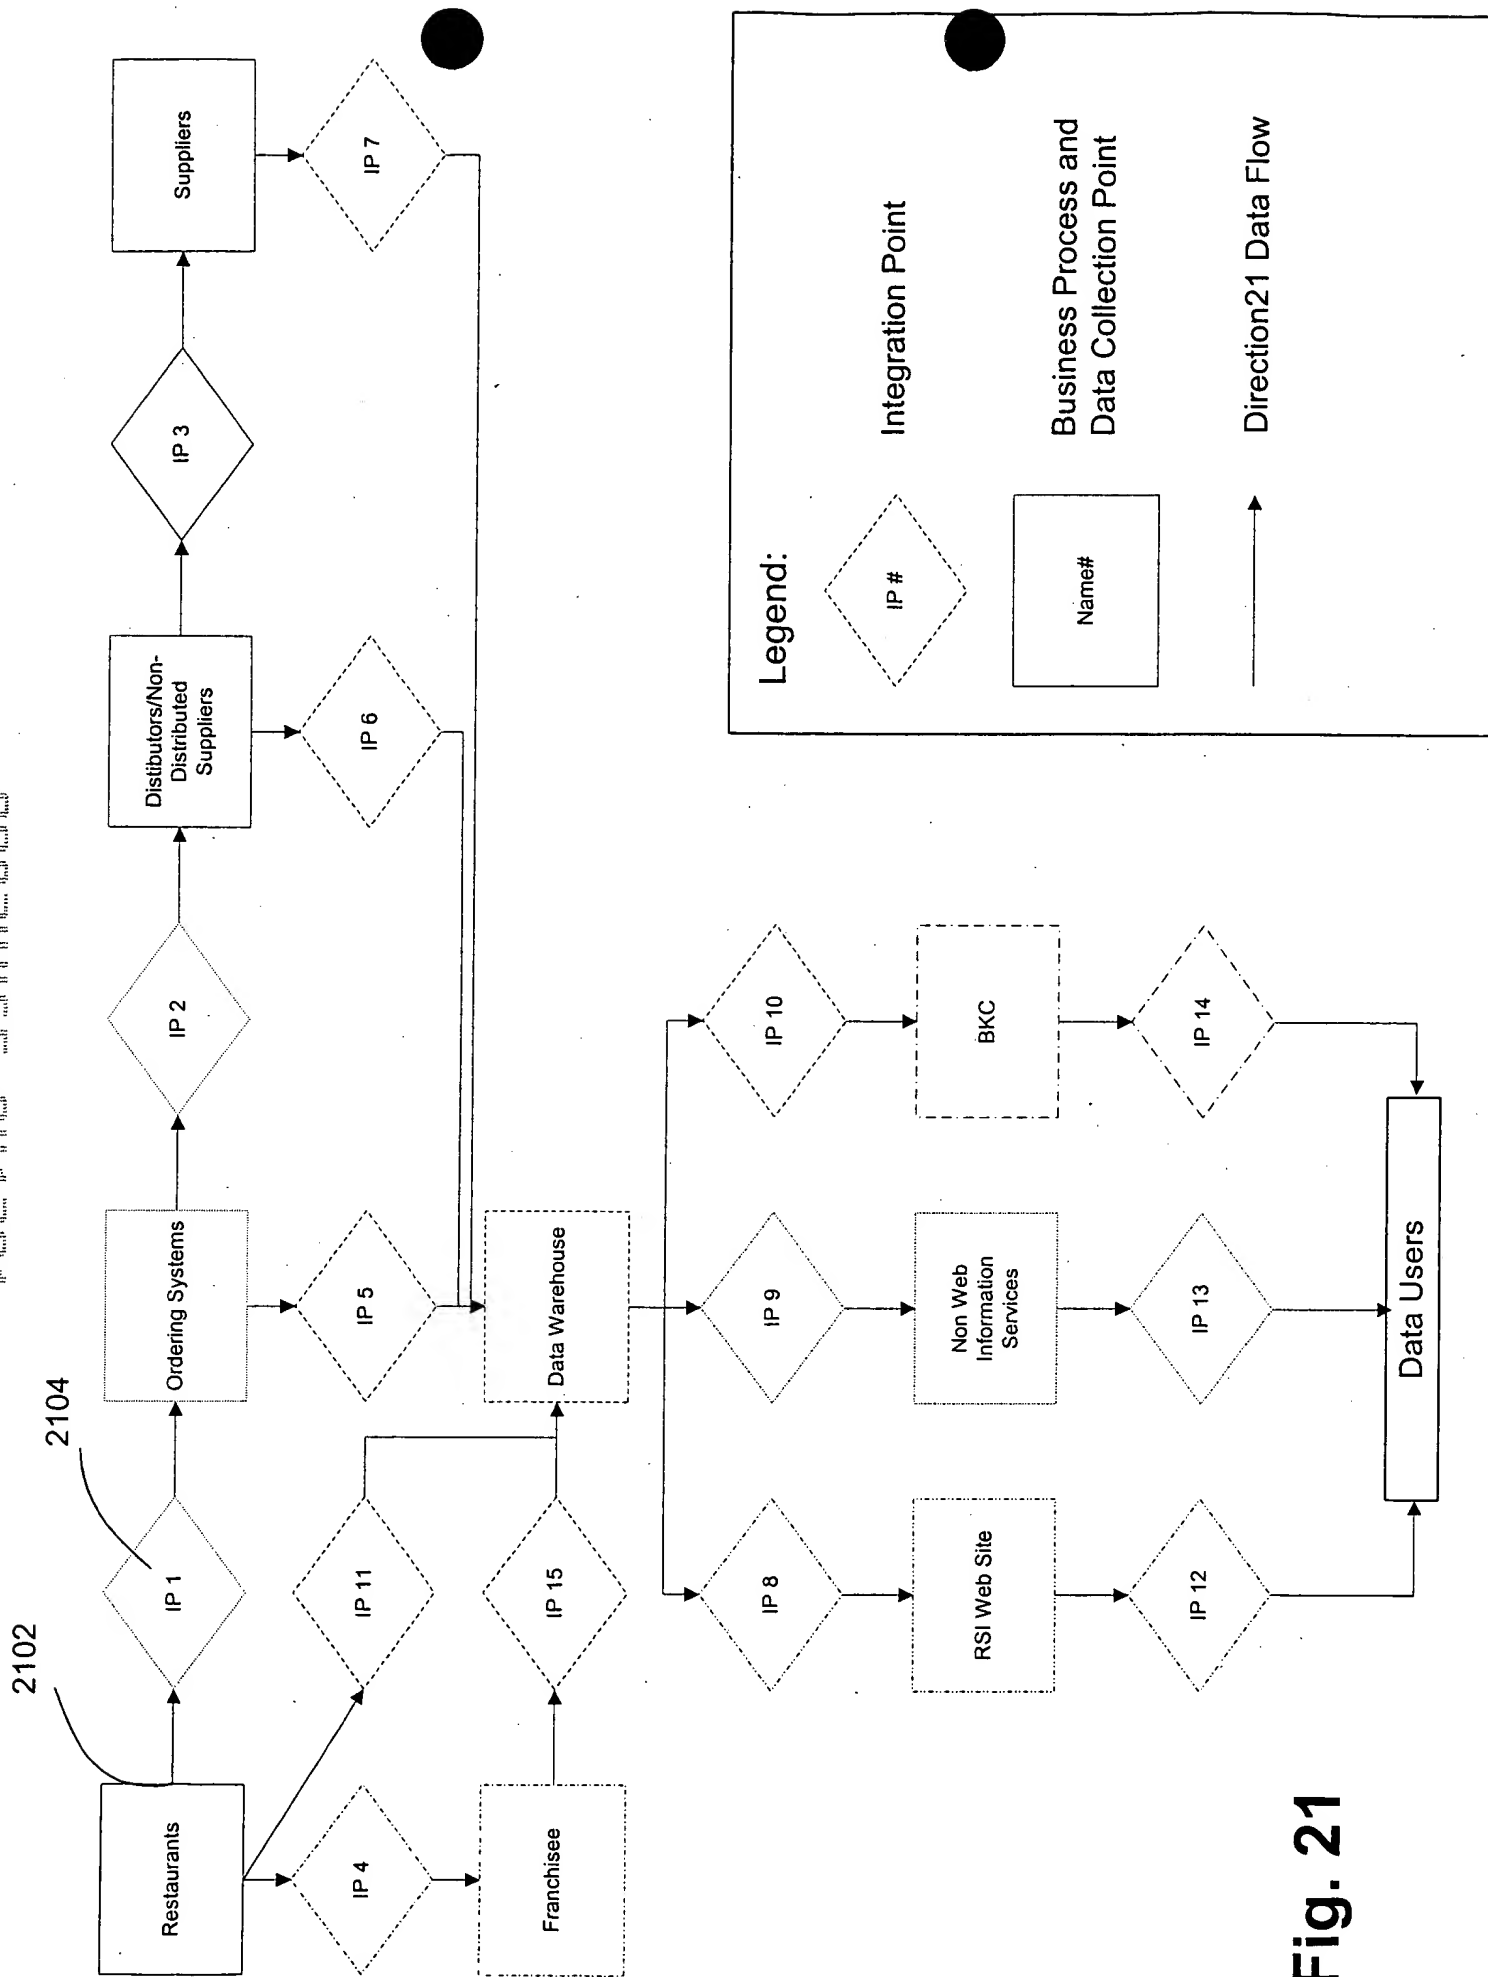 2102
2104
Restaurants
IP 1
Ordering Systems
IP 2
Distibutors/Non-
Distributed
Suppliers
IP 3
Suppliers
IP 4
IP 11
IP 5
IP 6
IP 7
Franchisee
IP 15
Data Warehouse
IP 8
IP 9
IP 10
RSI Web Site
Non Web
Information
Services
BKC
IP 12
IP 13
IP 14
Data Users
Legend:
IP #
Integration Point
Name#
Business Process and
Data Collection Point
Direction21 Data Flow
Fig. 21